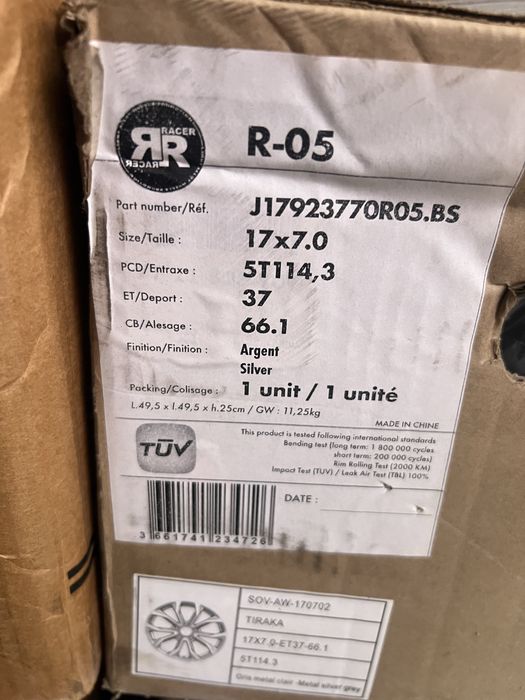 RACER
RR
RACER
R-05
Part number/Réf. J17923770R05.BS
Size/Taille : 17x7.0
PCD/Entraxe : 5T114,3
ET/Deport : 37
CB/Alesage : 66.1
Finition/Finition : Argent
Silver
Packing/Colisage : 1 unit / 1 unité
L.49,5 x l.49,5 x h.25cm / GW : 11,25kg
MADE IN CHINE
This product is tested following international standards
Bending test (long term: 1 800 000 cycles
short term: 200 000 cycles)
Rim Rolling Test (2000 KM)
Impact Test (TUV) / Leak Air Test (TBL) 100%
TÜV
DATE :
3 661741 234726
SOV-AW-170702
TIRAKA
17X7.0-ET37-66.1
5T114.3
Gris metal clair -Metal silver grey